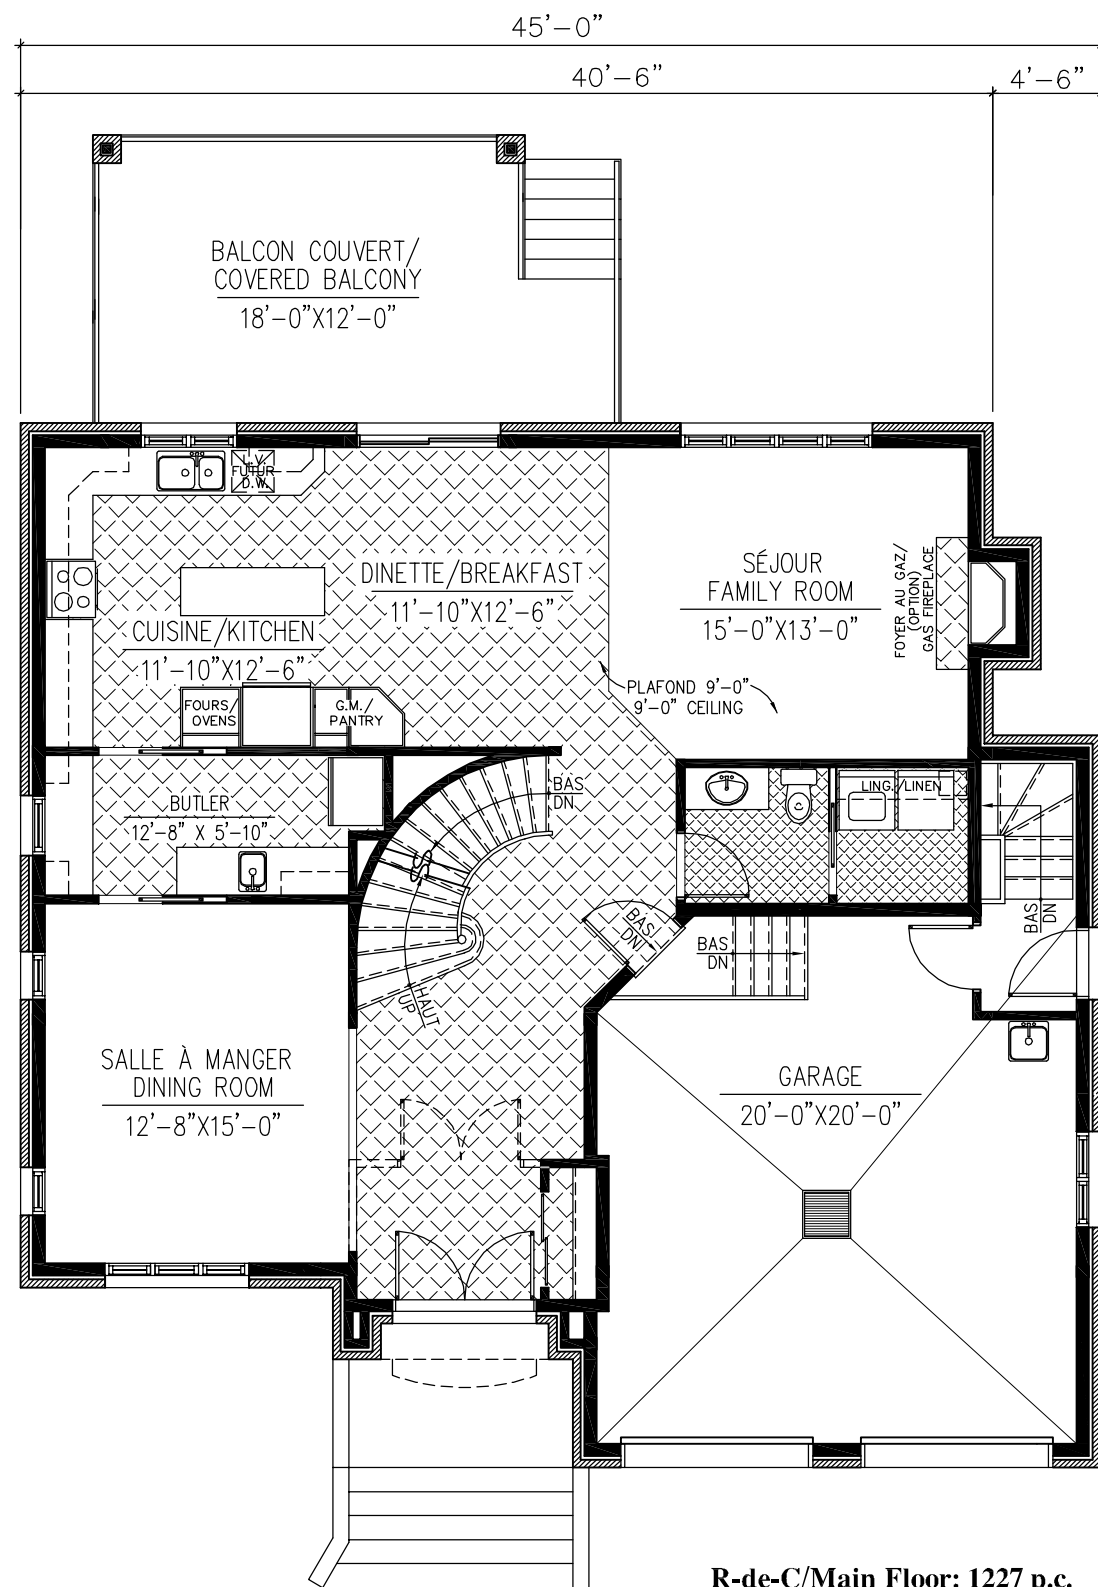 45'-0"
40'-6"
4'-6"
BALCON COUVERT/
COVERED BALCONY
18'-0"X12'-0"
L.V.
FUTUR
D.W.
DINETTE/BREAKFAST
11'-10"X12'-6"
SÉJOUR
FAMILY ROOM
15'-0"X13'-0"
FOYER AU GAZ/
(OPTION)
GAS FIREPLACE
CUISINE/KITCHEN
11'-10"X12'-6"
PLAFOND 9'-0"
9'-0" CEILING
FOURS/
OVENS
G.M./
PANTRY
BUTLER
12'-8" X 5'-10"
BAS
DN
LING./LINEN
HAUT
UP
BAS
DN
BAS
DN
BAS
DN
SALLE À MANGER
DINING ROOM
12'-8"X15'-0"
GARAGE
20'-0"X20'-0"
R-de-C/Main Floor: 1227 p.c.